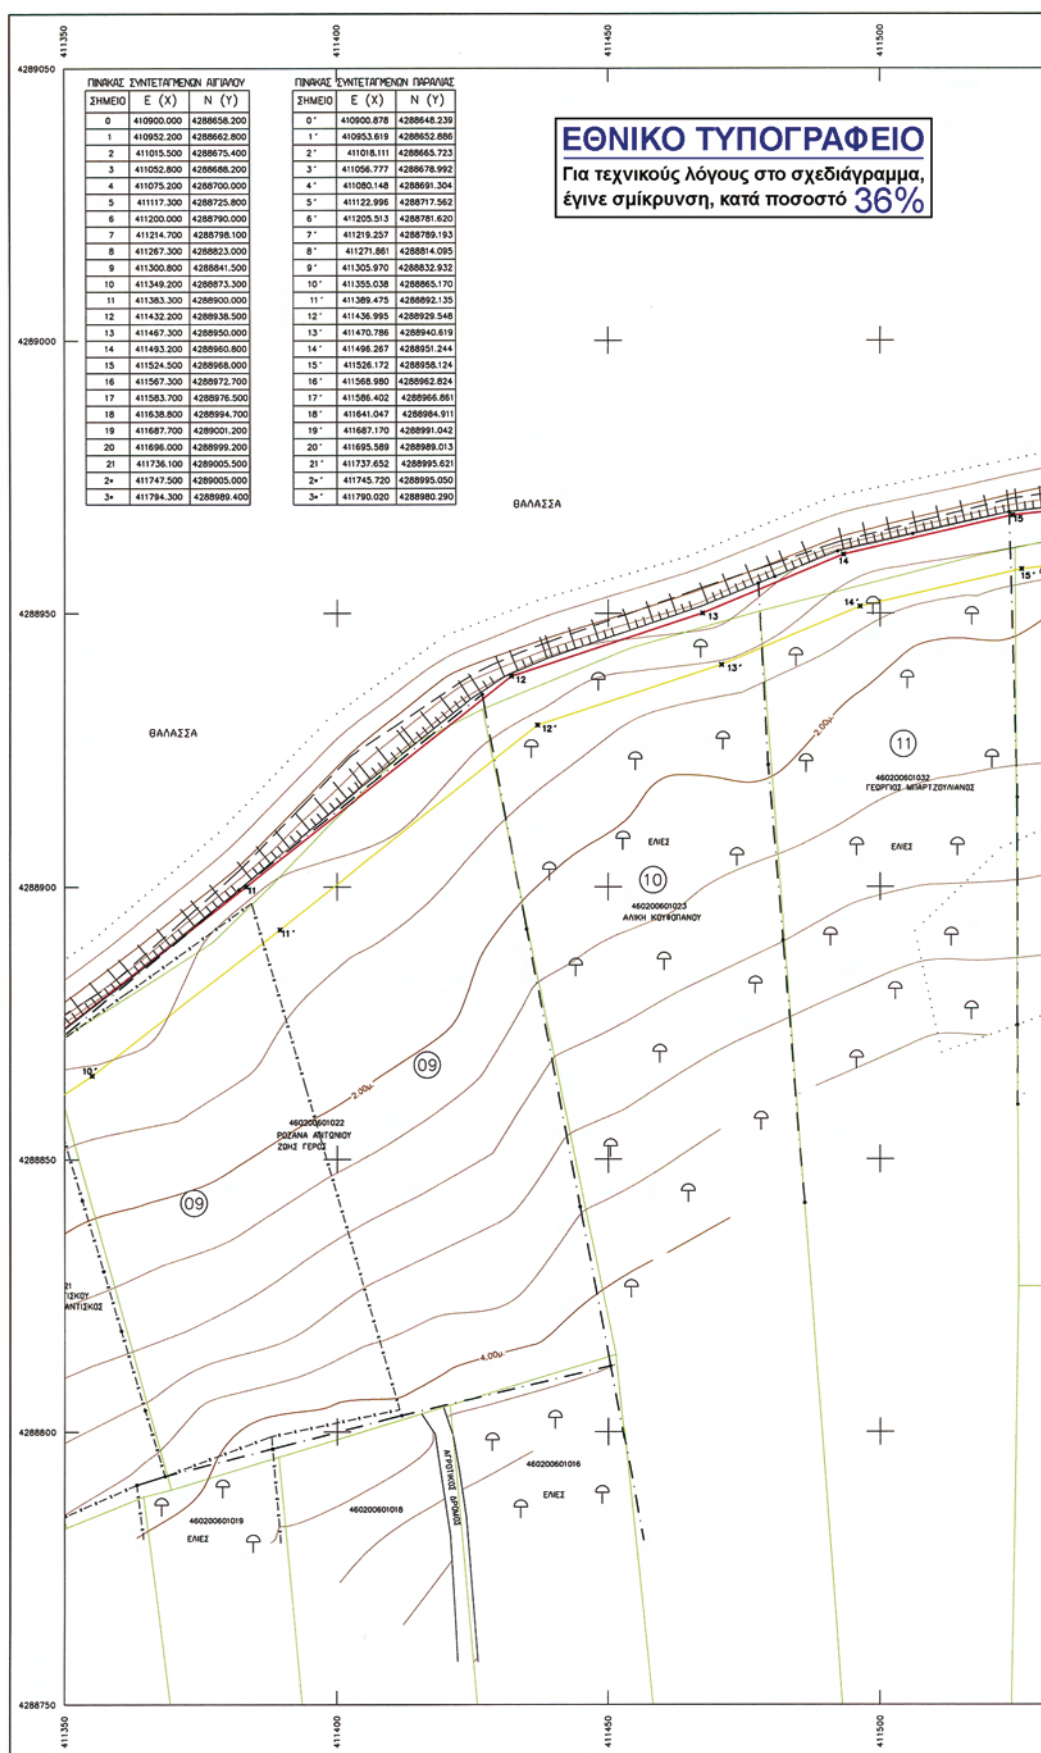 411350 411400 411450 411500
4289050
ΠΙΝΑΚΑΣ ΣΥΝΤΕΤΑΓΜΕΝΩΝ ΑΙΓΙΑΛΟΥ
ΣΗΜΕΙΟ E (X) N (Y)
0 410900.000 4288658.200
1 410952.200 4288662.800
2 411015.500 4288675.400
3 411052.800 4288688.200
4 411075.200 4288700.000
5 411117.300 4288725.800
6 411200.000 4288790.000
7 411214.700 4288798.100
8 411267.300 4288823.000
9 411300.800 4288841.500
10 411349.200 4288873.300
11 411383.300 4288900.000
12 411432.200 4288938.500
13 411467.300 4288950.000
14 411493.200 4288960.800
15 411524.500 4288968.000
16 411567.300 4288972.700
17 411583.700 4288976.500
18 411638.800 4288994.700
19 411687.700 4289001.200
20 411696.000 4288999.200
21 411736.100 4289005.500
2* 411747.500 4289005.000
3* 411794.300 4288989.400
ΠΙΝΑΚΑΣ ΣΥΝΤΕΤΑΓΜΕΝΩΝ ΠΑΡΑΛΙΑΣ
ΣΗΜΕΙΟ E (X) N (Y)
0' 410900.878 4288648.239
1' 410953.619 4288652.886
2' 411018.111 4288665.723
3' 411056.777 4288678.992
4' 411080.148 4288691.304
5' 411122.996 4288717.562
6' 411205.513 4288781.620
7' 411219.257 4288789.193
8' 411271.861 4288814.095
9' 411305.970 4288832.932
10' 411355.038 4288865.170
11' 411389.475 4288892.135
12' 411436.995 4288929.548
13' 411470.786 4288940.619
14' 411496.267 4288951.244
15' 411526.172 4288958.124
16' 411568.980 4288962.824
17' 411586.402 4288966.861
18' 411641.047 4288984.911
19' 411687.170 4288991.042
20' 411695.589 4288989.013
21' 411737.652 4288995.621
2*' 411745.720 4288995.050
3*' 411790.020 4288980.290
ΕΘΝΙΚΟ ΤΥΠΟΓΡΑΦΕΙΟ
Για τεχνικούς λόγους στο σχεδιάγραμμα,
έγινε σμίκρυνση, κατά ποσοστό 36%
4289000
ΘΑΛΑΣΣΑ
15
14
15'
14'
4288950
13
13'
12
12'
ΘΑΛΑΣΣΑ
2.00μ.
11
460200601032
ΓΕΩΡΓΙΟΣ ΜΠΑΡΤΖΟΥΛΙΑΝΟΣ
ΕΛΙΕΣ
ΕΛΙΕΣ
10
460200601023
ΑΛΙΚΗ ΚΟΥΦΟΠΑΝΟΥ
4288900
11
11'
10'
09
2.00μ.
460200601022
ΡΟΖΑΝΑ ΑΝΤΩΝΙΟΥ
ΖΩΗΣ ΓΕΡΟΣ
4288850
09
21
ΤΙΣΚΟΥ
ΑΝΤΙΣΚΟΣ
4.00μ.
4288800
ΑΓΡΟΤΙΚΟΣ ΔΡΟΜΟΣ
460200601016
ΕΛΙΕΣ
460200601018
460200601019
ΕΛΙΕΣ
4288750
411350 411400 411450 411500